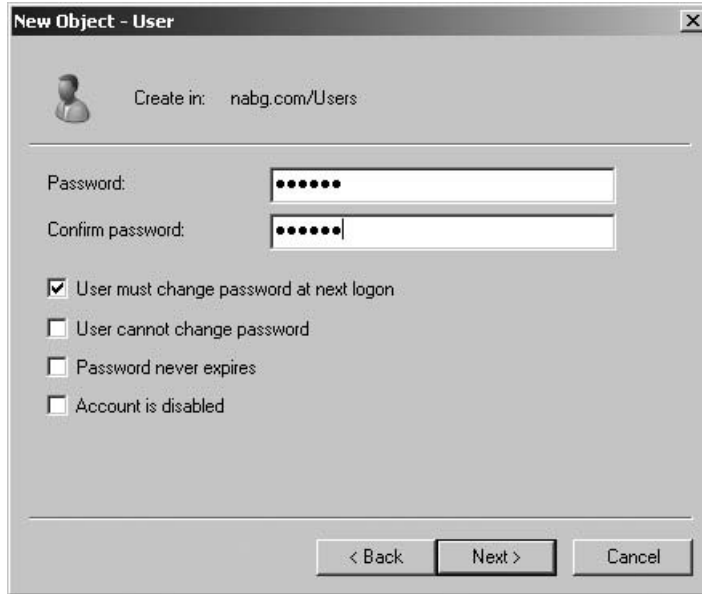 New Object - User
Create in: nabg.com/Users
Password: ●●●●●●
Confirm password: ●●●●●●
User must change password at next logon
User cannot change password
Password never expires
Account is disabled
< Back Next > Cancel